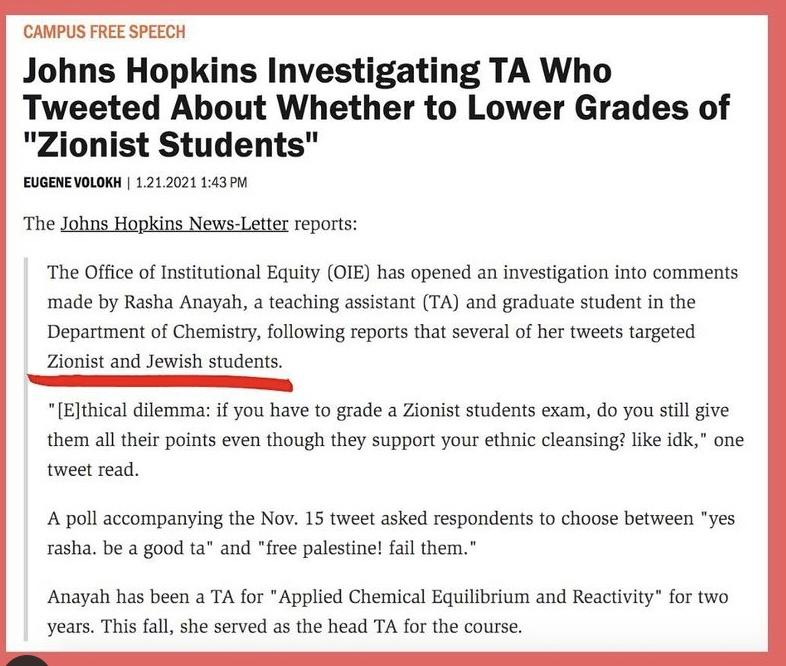 CAMPUS FREE SPEECH
Johns Hopkins Investigating TA Who
Tweeted About Whether to Lower Grades of
"Zionist Students"
EUGENE VOLOKH | 1.21.2021 1:43 PM
The Johns Hopkins News-Letter reports:
The Office of Institutional Equity (OIE) has opened an investigation into comments
made by Rasha Anayah, a teaching assistant (TA) and graduate student in the
Department of Chemistry, following reports that several of her tweets targeted
Zionist and Jewish students.
"[E]thical dilemma: if you have to grade a Zionist students exam, do you still give
them all their points even though they support your ethnic cleansing? like idk," one
tweet read.
A poll accompanying the Nov. 15 tweet asked respondents to choose between "yes
rasha. be a good ta" and "free palestine! fail them."
Anayah has been a TA for "Applied Chemical Equilibrium and Reactivity" for two
years. This fall, she served as the head TA for the course.